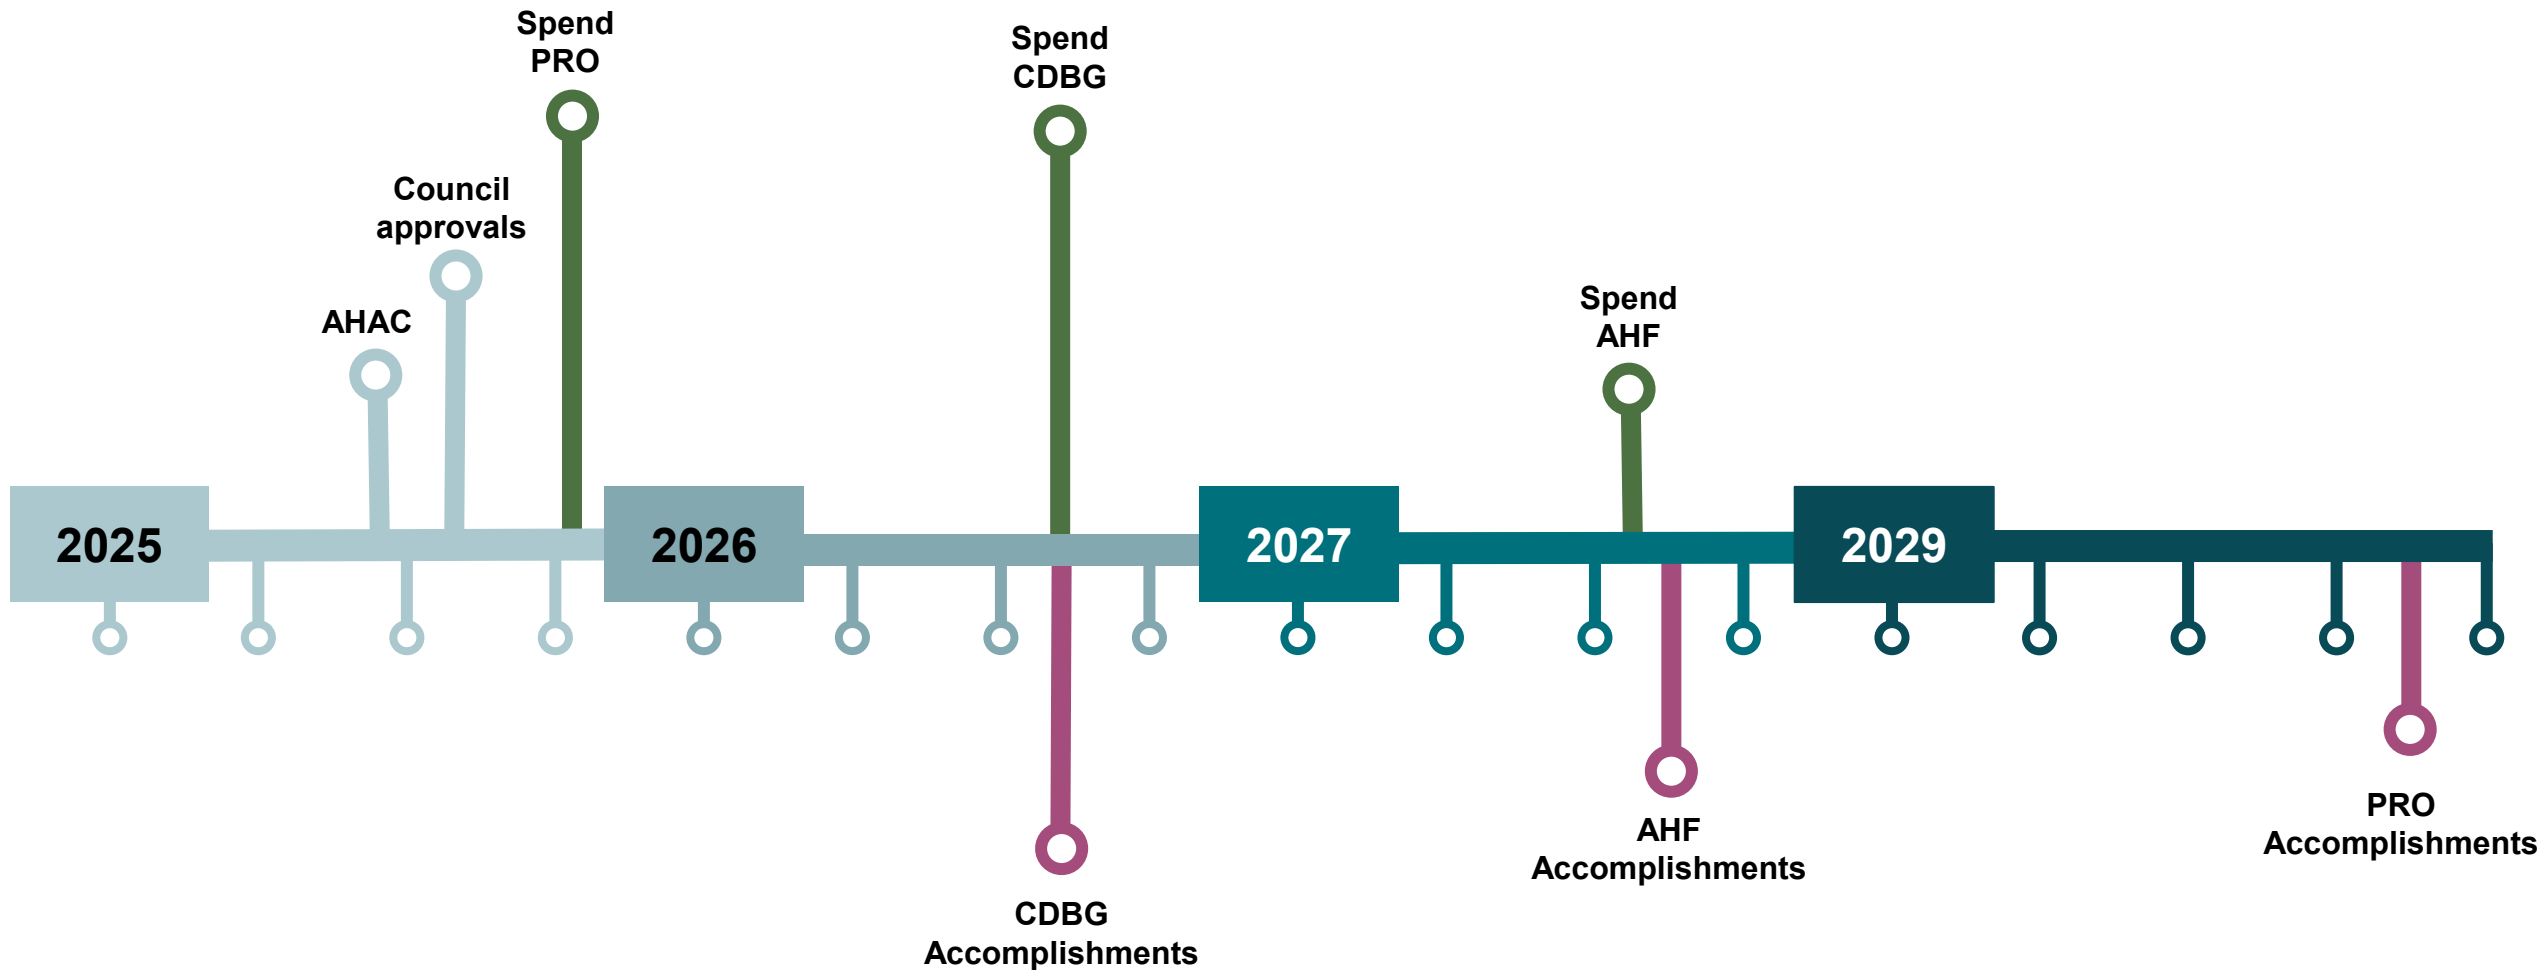 Spend
PRO
Spend
CDBG
Council
approvals
AHAC
Spend
AHF
2025
2026
2027
2029
AHF
Accomplishments
PRO
Accomplishments
CDBG
Accomplishments